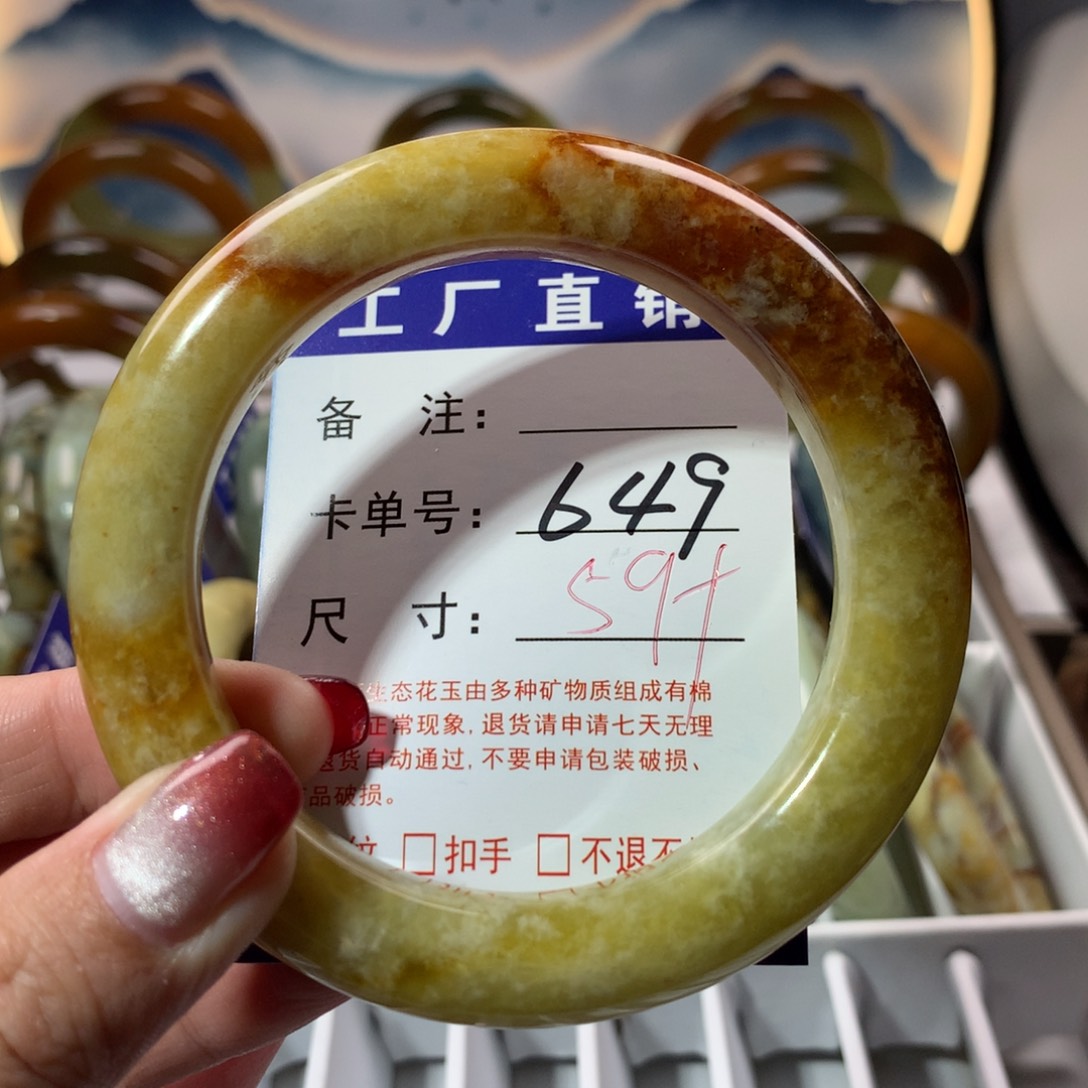 工厂直销
备 注：
卡单号：649
尺 寸：59+
生态花玉由多种矿物质组成有棉
正常现象，退货请申请七天无理
退货自动通过，不要申请包装破损、
品破损。
位 □扣手 □不退不